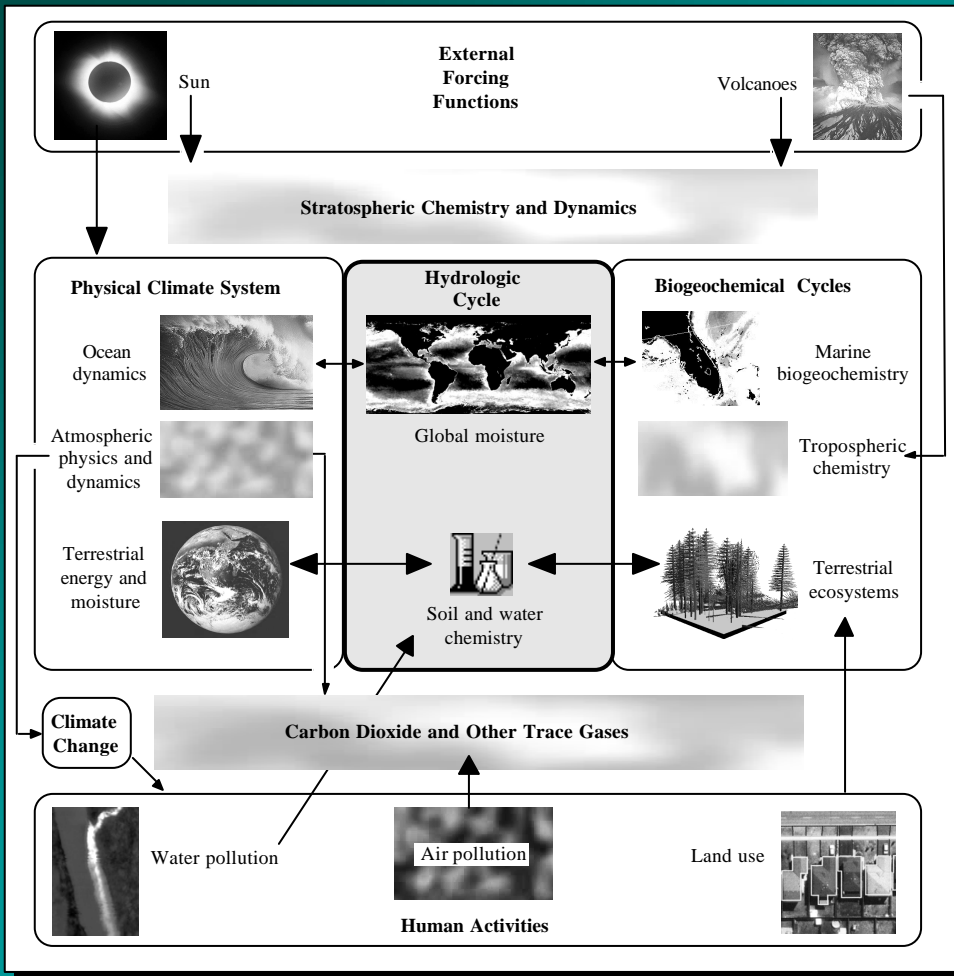 External
Forcing
Functions
Sun
Volcanoes
Stratospheric Chemistry and Dynamics
Physical Climate System
Ocean
dynamics
Atmospheric
physics and
dynamics
Terrestrial
energy and
moisture
Hydrologic
Cycle
Global moisture
Soil and water
chemistry
Biogeochemical Cycles
Marine
biogeochemistry
Tropospheric
chemistry
Terrestrial
ecosystems
Climate
Change
Carbon Dioxide and Other Trace Gases
Water pollution
Air pollution
Land use
Human Activities